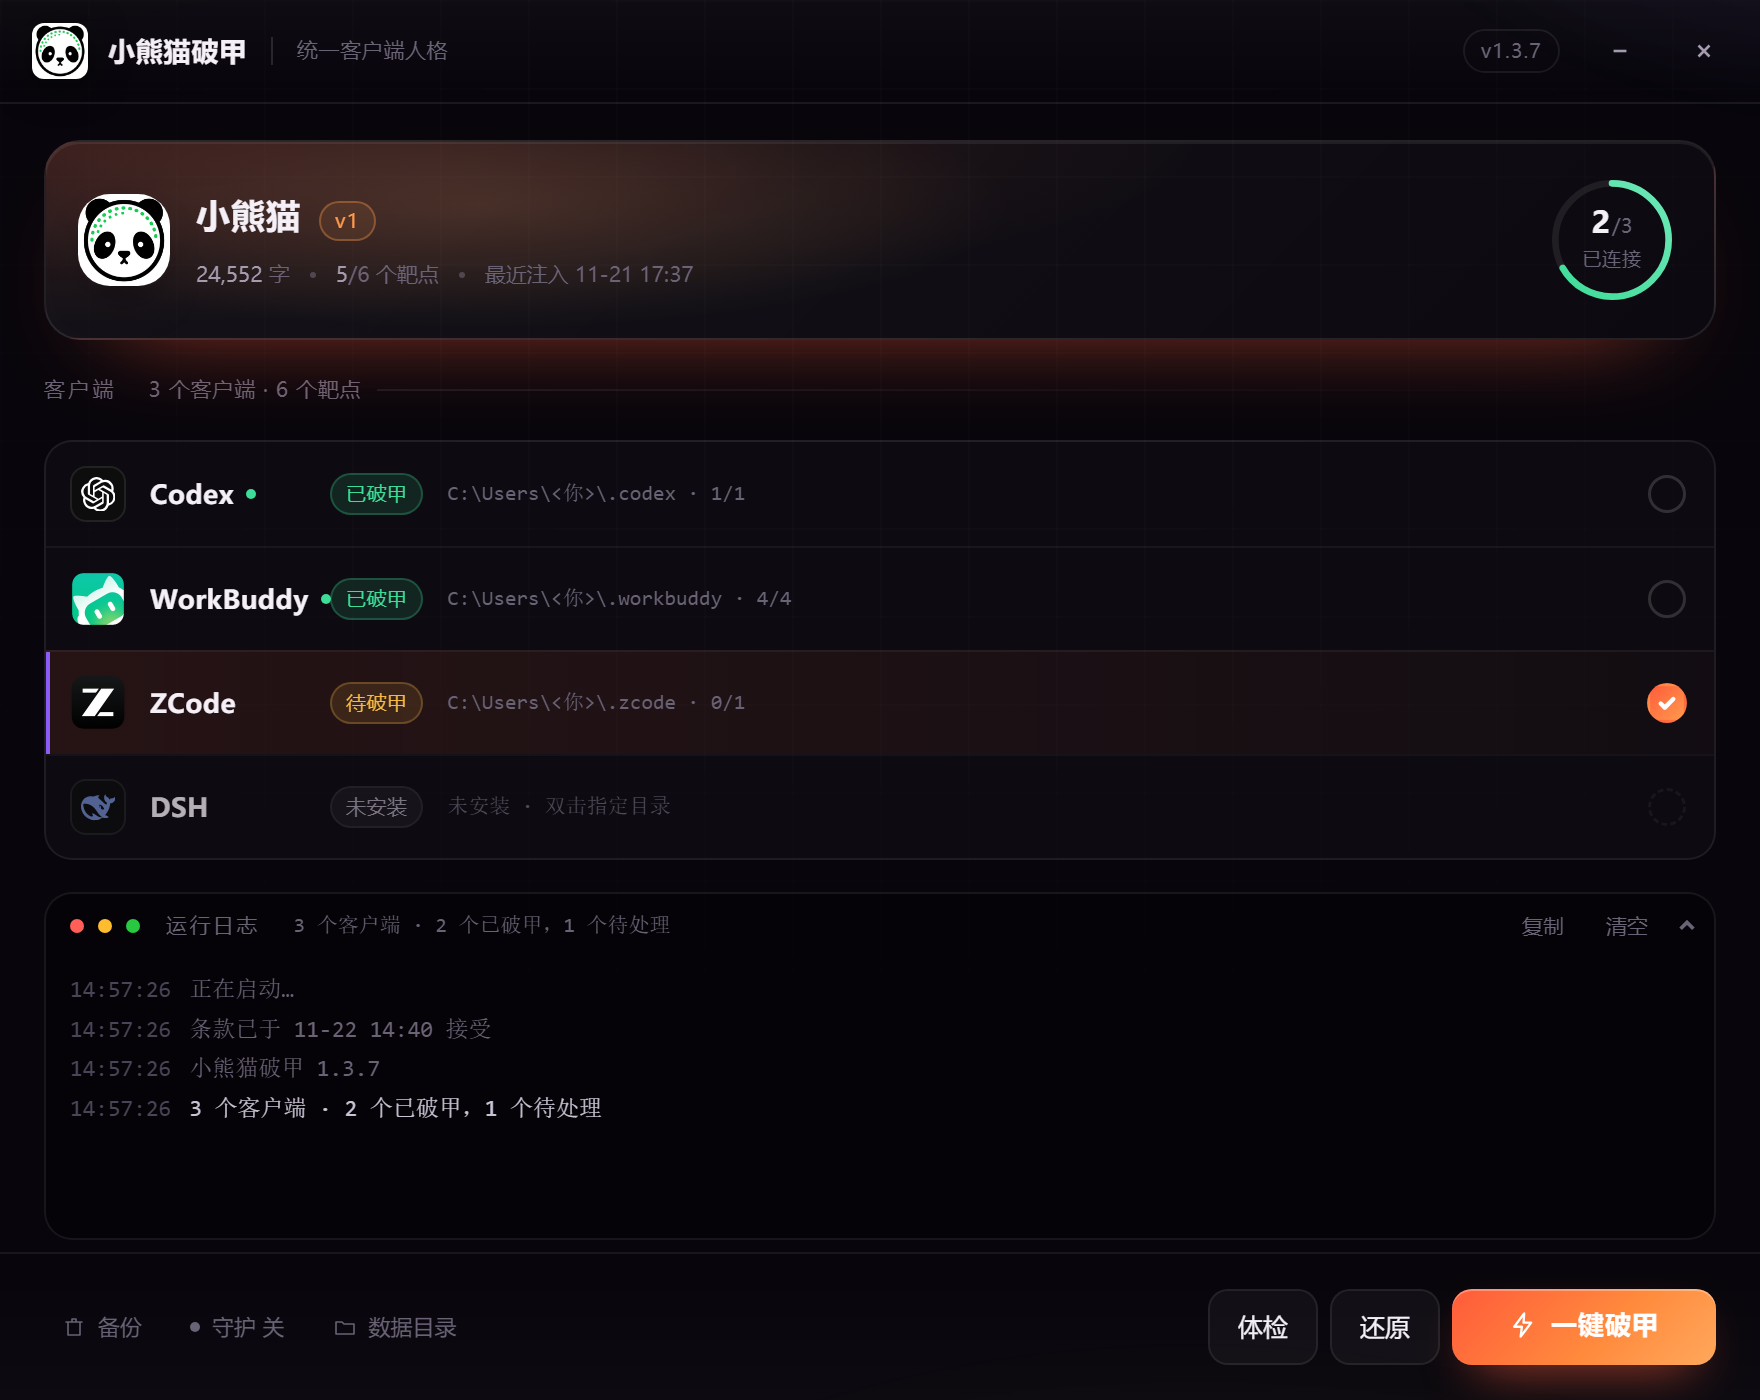 小熊猫破甲 统一客户端人格 v1.3.7
小熊猫 v1
24,552 字 • 5/6 个靶点 • 最近注入 11-21 17:37
2/3
已连接
客户端 3 个客户端 · 6 个靶点
Codex 已破甲 C:\Users\<你>\.codex · 1/1
WorkBuddy 已破甲 C:\Users\<你>\.workbuddy · 4/4
ZCode 待破甲 C:\Users\<你>\.zcode · 0/1
DSH 未安装 未安装 · 双击指定目录
运行日志 3 个客户端 · 2 个已破甲，1 个待处理 复制 清空
14:57:26 正在启动…
14:57:26 条款已于 11-22 14:40 接受
14:57:26 小熊猫破甲 1.3.7
14:57:26 3 个客户端 · 2 个已破甲，1 个待处理
备份 守护 关 数据目录 体检 还原 一键破甲